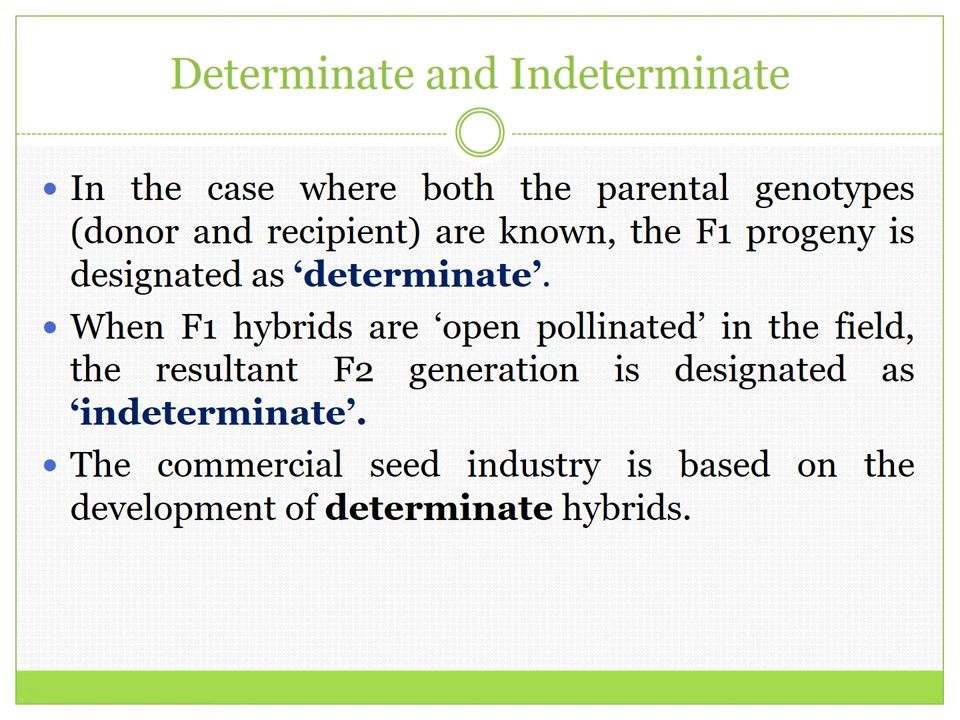 Determinate and Indeterminate
• In the case where both the parental genotypes
(donor and recipient) are known, the F1 progeny is
designated as ‘determinate’.
• When F1 hybrids are ‘open pollinated’ in the field,
the resultant F2 generation is designated as
‘indeterminate’.
• The commercial seed industry is based on the
development of determinate hybrids.